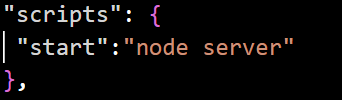 "scripts": {
"start":"node server"
},